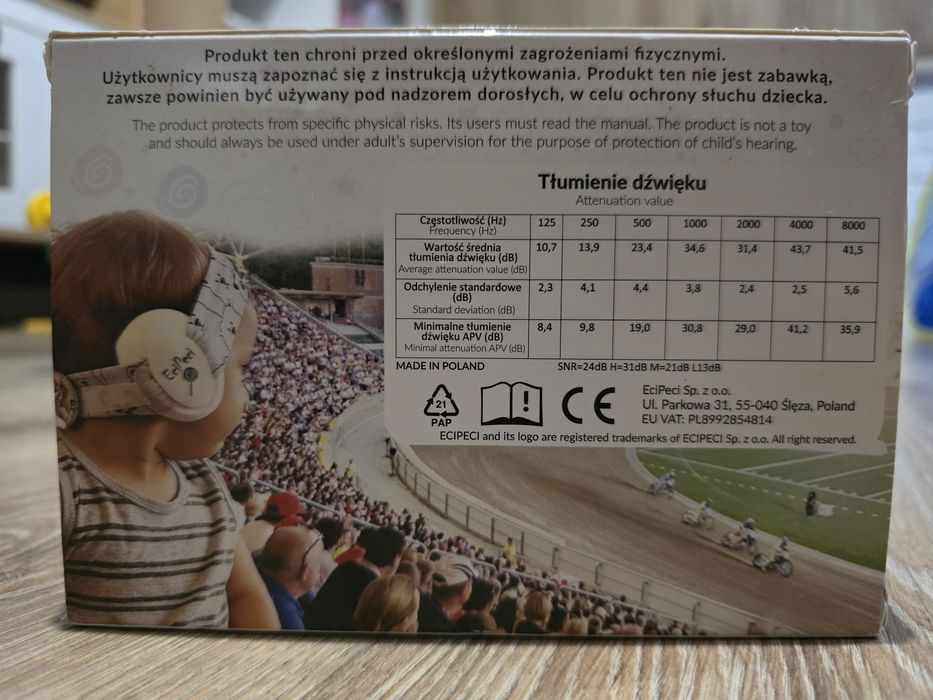 Produkt ten chroni przed określonymi zagrożeniami fizycznymi.
Użytkownicy muszą zapoznać się z instrukcją użytkowania. Produkt ten nie jest zabawką,
zawsze powinien być używany pod nadzorem dorosłych, w celu ochrony słuchu dziecka.
The product protects from specific physical risks. Its users must read the manual. The product is not a toy
and should always be used under adult's supervision for the purpose of protection of child's hearing.
Tłumienie dźwięku
Attenuation value
Częstotliwość (Hz) 125 250 500 1000 2000 4000 8000
Frequency (Hz)
Wartość średnia 10,7 13,9 23,4 34,6 31,4 43,7 41,5
tłumienia dźwięku (dB)
Average attenuation value (dB)
Odchylenie standardowe 2,3 4,1 4,4 3,8 2,4 2,5 5,6
(dB)
Standard deviation (dB)
Minimalne tłumienie 8,4 9,8 19,0 30,8 29,0 41,2 35,9
dźwięku APV (dB)
Minimal attenuation APV (dB)
MADE IN POLAND SNR=24dB H=31dB M=21dB L13dB
21
PAP
!
CE
EciPeci Sp. z o.o.
Ul. Parkowa 31, 55-040 Ślęza, Poland
EU VAT: PL8992854814
ECIPECI and its logo are registered trademarks of ECIPECI Sp. z o.o. All right reserved.
EciPeci